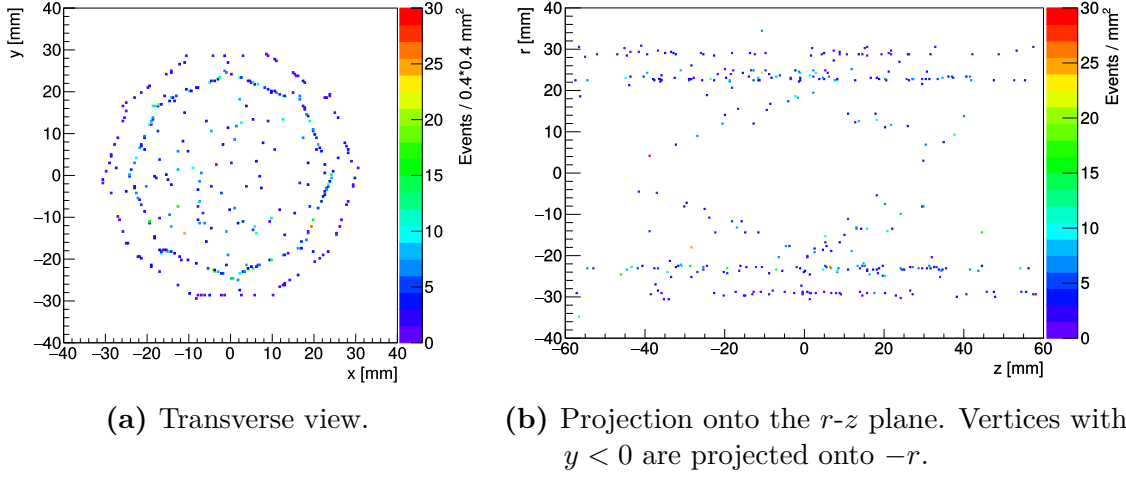 y [mm]
40
30
20
10
0
−10
−20
−30
−40
−40 −30 −20 −10 0 10 20 30 40
x [mm]
30
25
20
15
10
5
0
Events / 0.4*0.4 mm²
r [mm]
40
30
20
10
0
−10
−20
−30
−40
−60 −40 −20 0 20 40 60
z [mm]
30
25
20
15
10
5
0
Events / mm²
(a) Transverse view.
(b) Projection onto the r-z plane. Vertices with
y < 0 are projected onto −r.